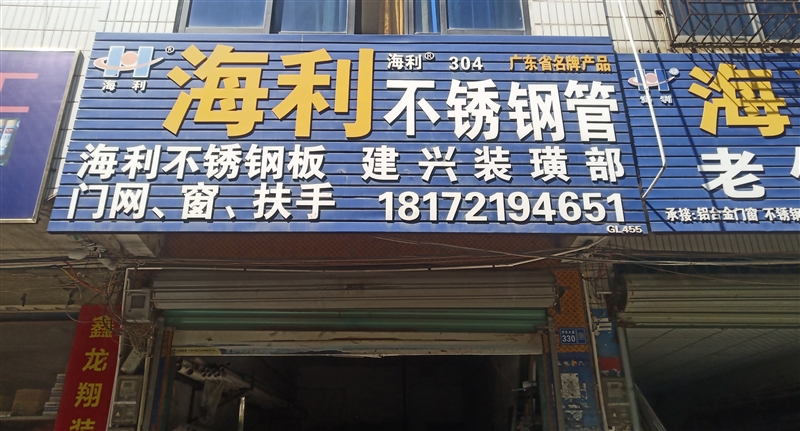 海利®
海利
海利® 304 广东省名牌产品
不锈钢管
海利不锈钢板 建兴装璜部
门网、窗、扶手 18172194651
GL455
海
老
承接:铝合金门窗 不锈钢
鑫龙翔装
330